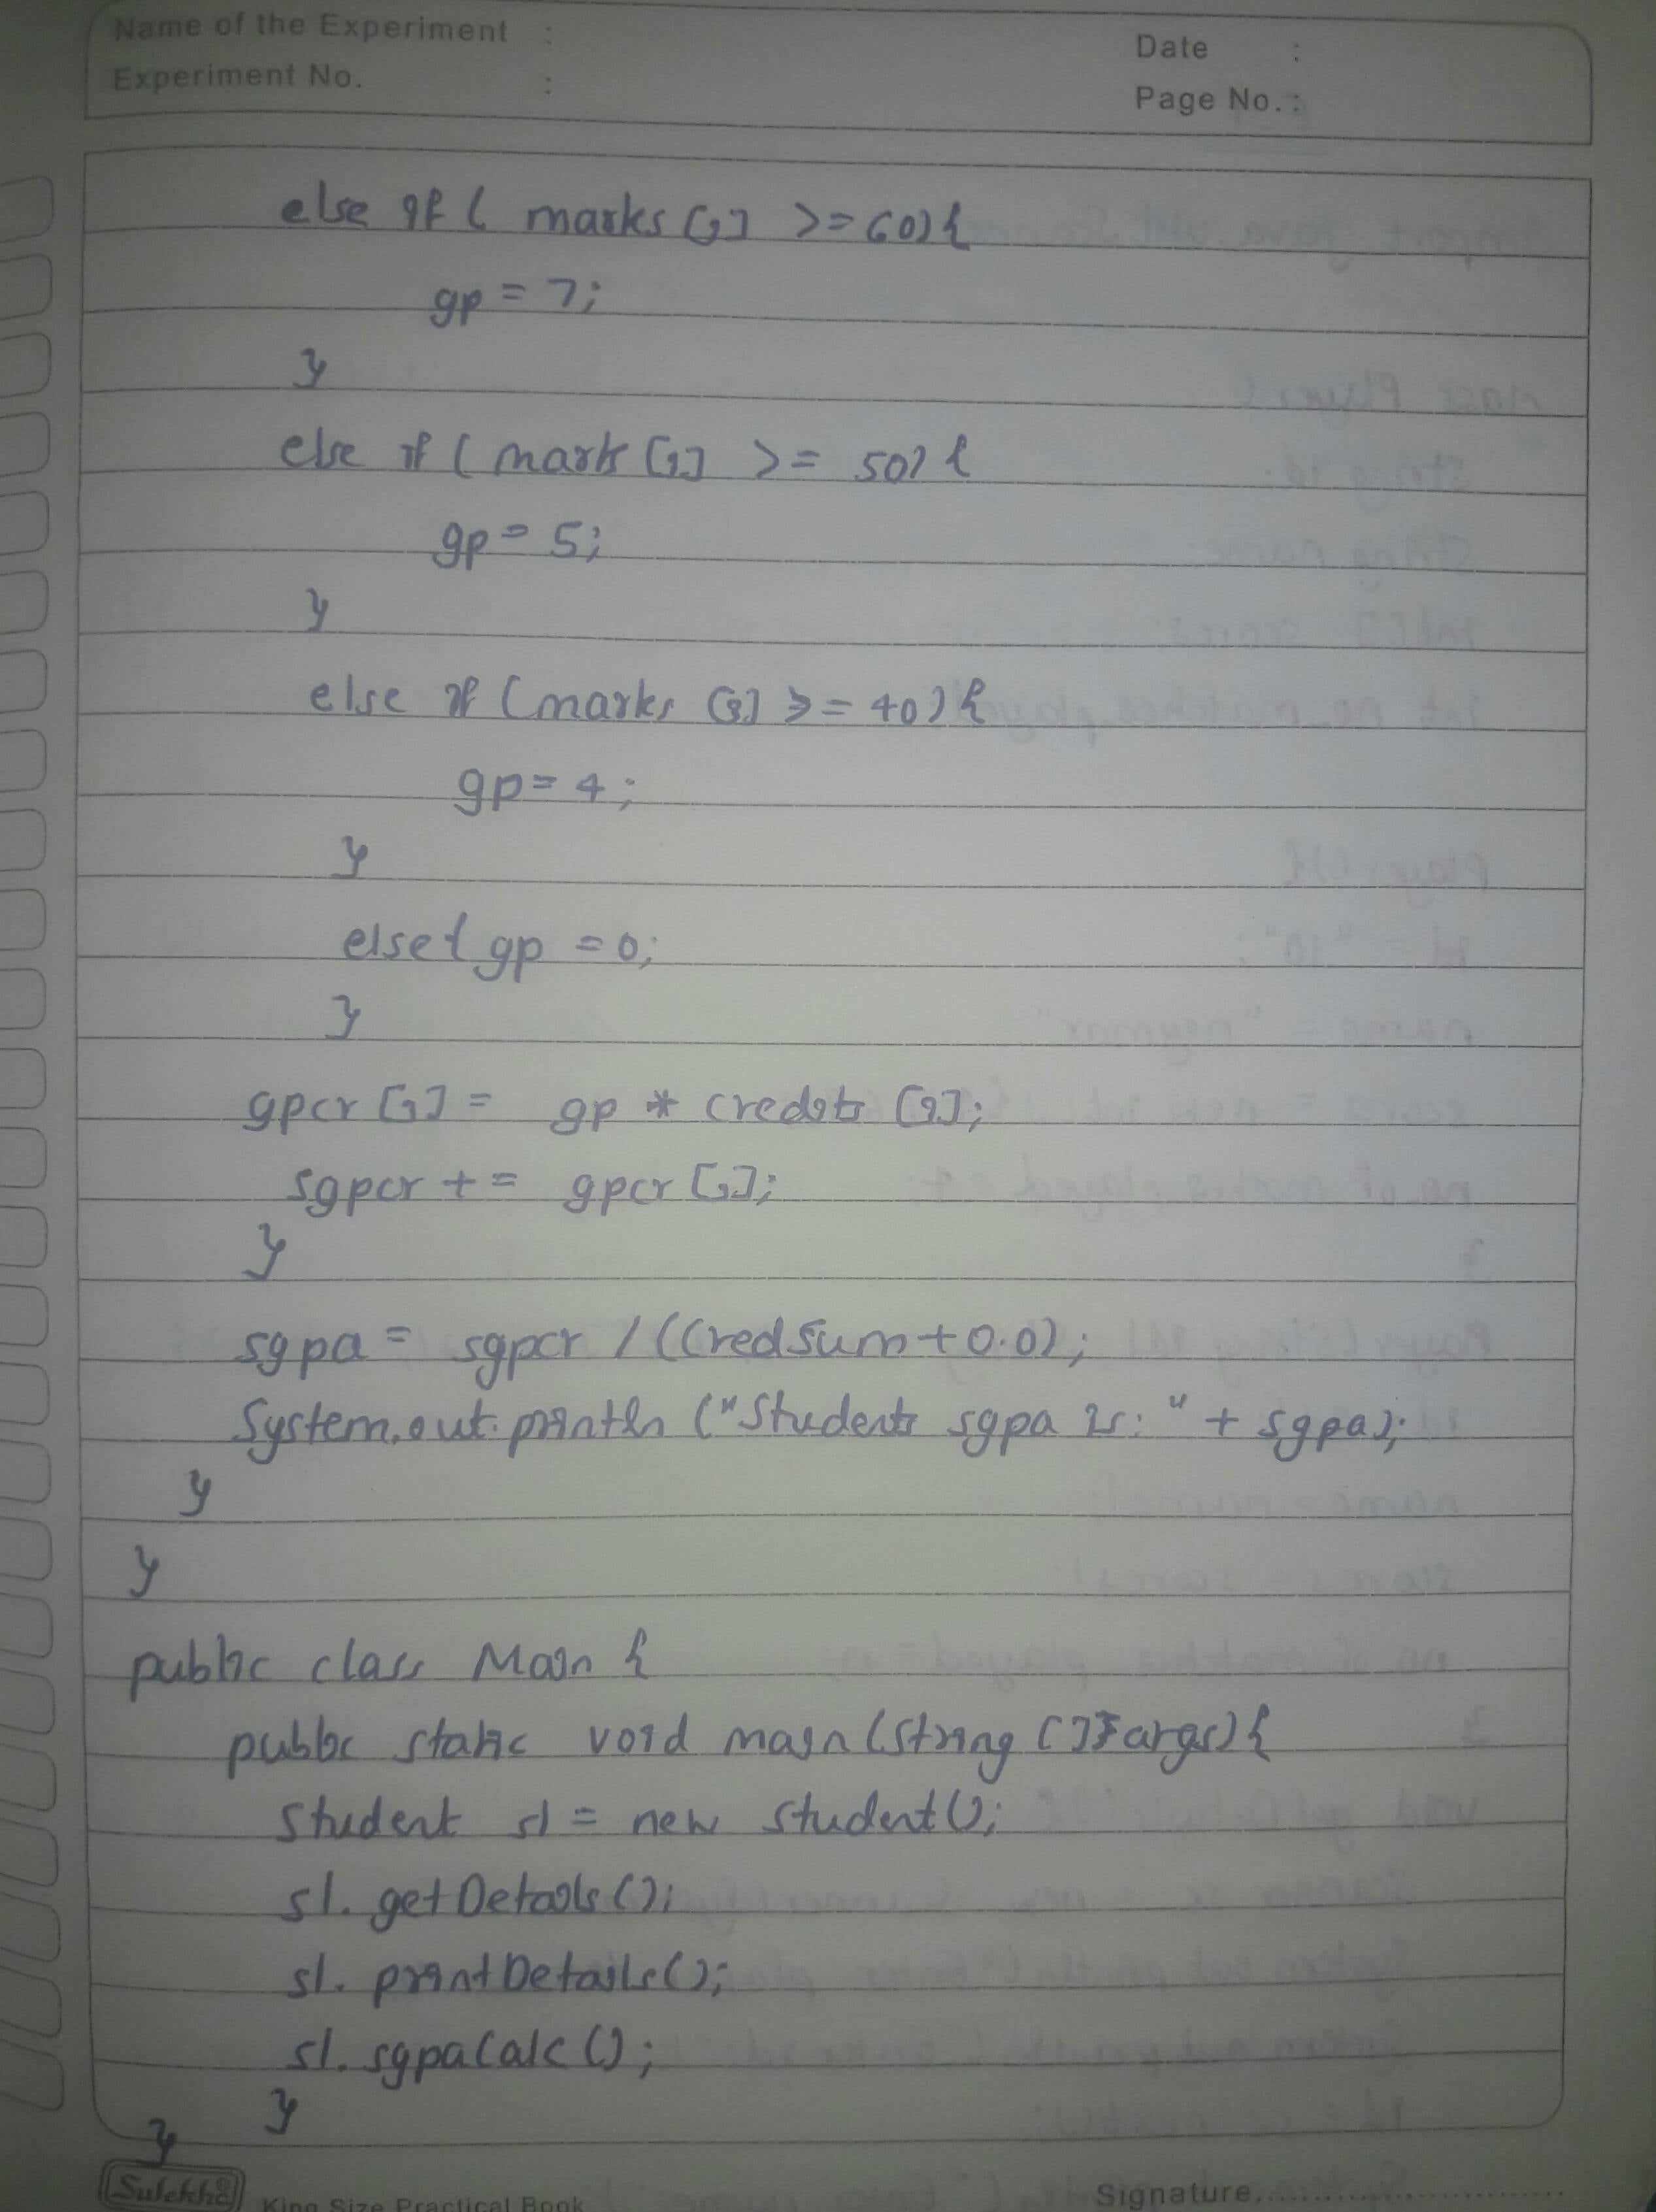 Name of the Experiment :
Date :
Experiment No. :
Page No. :
else if ( marks [i] >= 60) {
gp = 7;
}
else if ( marks [i] >= 50) {
gp = 5;
}
else if (marks [i] >= 40) {
gp = 4;
}
else { gp = 0;
}
gpcr [i] = gp * credits [i];
sgpcr += gpcr [i];
}
sgpa = sgpcr / ((credsum + 0.0);
System.out.println ("Students sgpa is: " + sgpa);
}
}
public class Main {
public static void main (String [] args) {
Student s1 = new Student ();
s1. getDetails ();
s1. printDetails ();
s1. sgpaCalc ();
}
}
Sulekha
King Size Practical Book
Signature